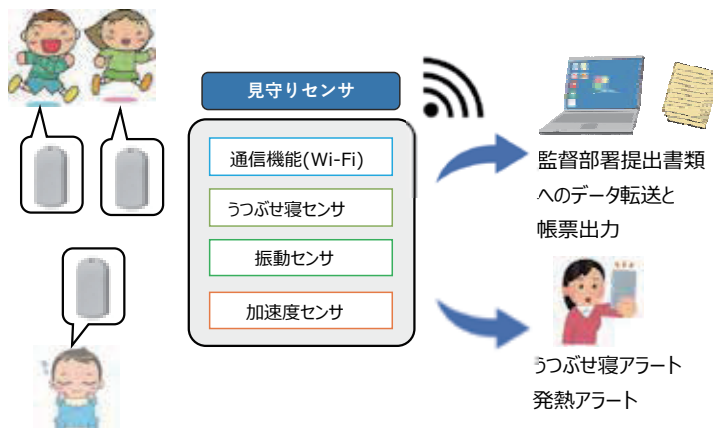 見守りセンサ
通信機能(Wi-Fi)
うつぶせ寝センサ
振動センサ
加速度センサ
監督部署提出書類
へのデータ転送と
帳票出力
うつぶせ寝アラート
発熱アラート